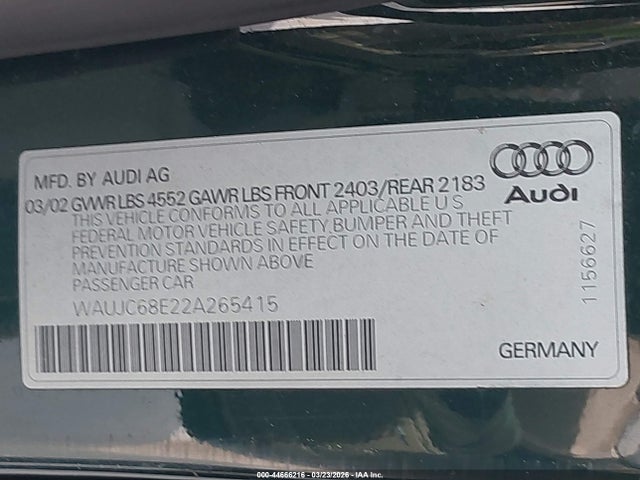 MFD. BY AUDI AG
03/02 GVWR LBS 4552 GAWR LBS FRONT 2403/REAR 2183
THIS VEHICLE CONFORMS TO ALL APPLICABLE U S
FEDERAL MOTOR VEHICLE SAFETY, BUMPER AND THEFT
PREVENTION STANDARDS IN EFFECT ON THE DATE OF
MANUFACTURE SHOWN ABOVE
PASSENGER CAR
WAUJC68E22A265415
Audi
1156627
GERMANY
000-44666216 - 03/23/2026 - IAA Inc.